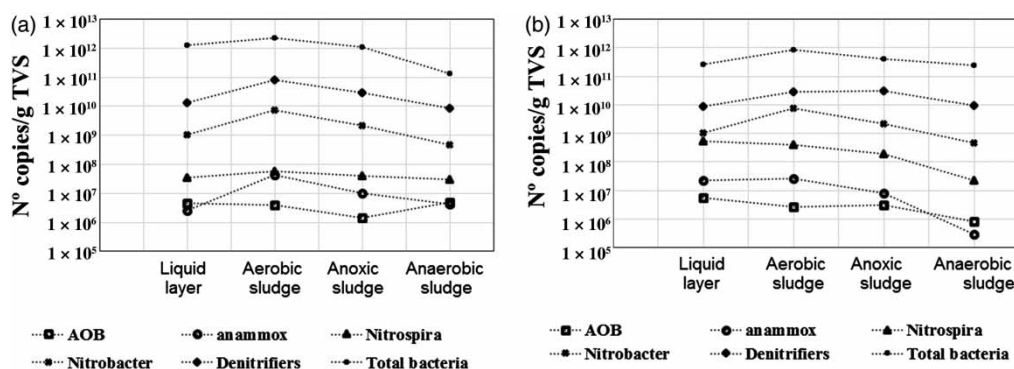 (a)
Nº copies/g TVS
1 × 10¹³
1 × 10¹²
1 × 10¹¹
1 × 10¹⁰
1 × 10⁹
1 × 10⁸
1 × 10⁷
1 × 10⁶
1 × 10⁵
Liquid layer
Aerobic sludge
Anoxic sludge
Anaerobic sludge
AOB
anammox
Nitrospira
Nitrobacter
Denitrifiers
Total bacteria
(b)
Nº copies/g TVS
1 × 10¹³
1 × 10¹²
1 × 10¹¹
1 × 10¹⁰
1 × 10⁹
1 × 10⁸
1 × 10⁷
1 × 10⁶
1 × 10⁵
Liquid layer
Aerobic sludge
Anoxic sludge
Anaerobic sludge
AOB
anammox
Nitrospira
Nitrobacter
Denitrifiers
Total bacteria